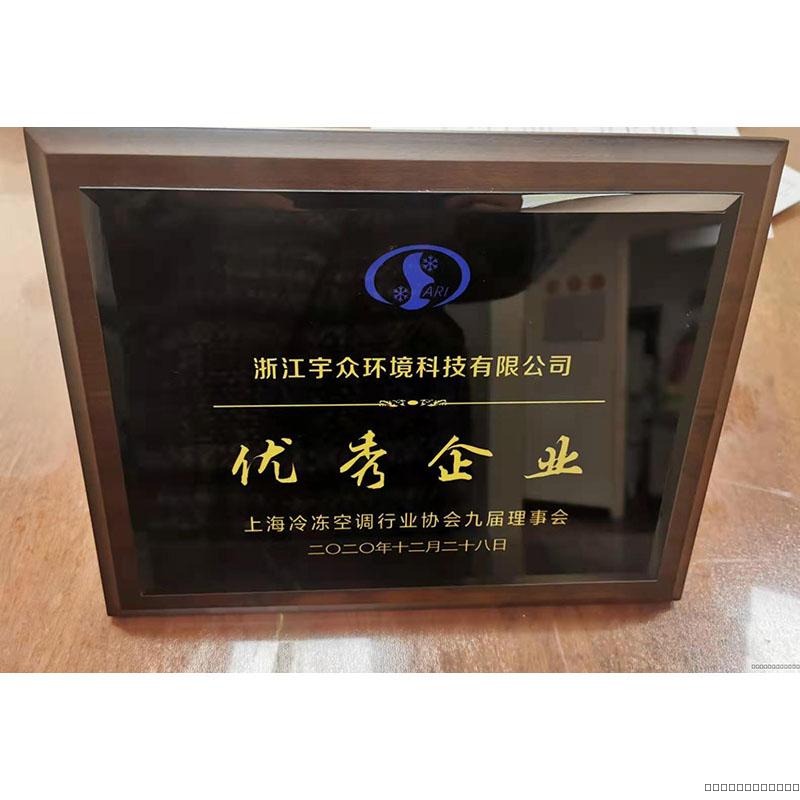 ARI
浙江宇众环境科技有限公司
优秀企业
上海冷冻空调行业协会九届理事会
二〇二〇年十二月二十八日